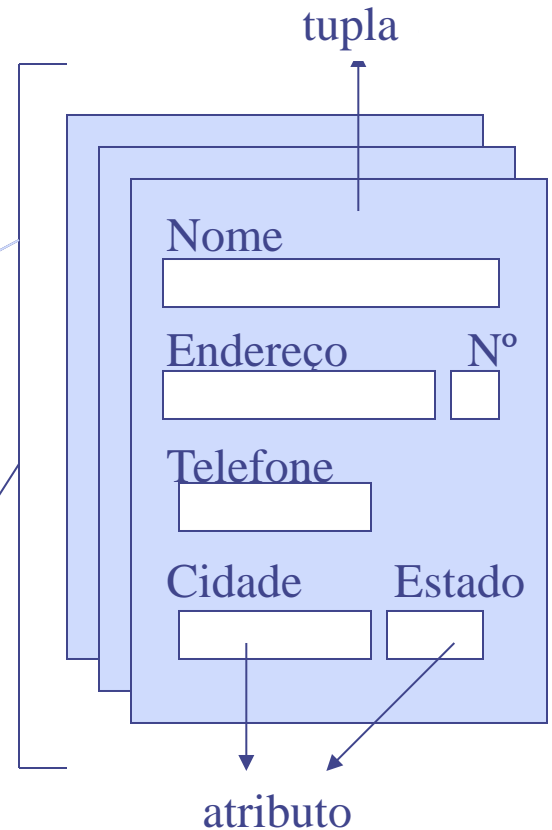 tupla
Nome
Endereço Nº
Telefone
Cidade Estado
atributo